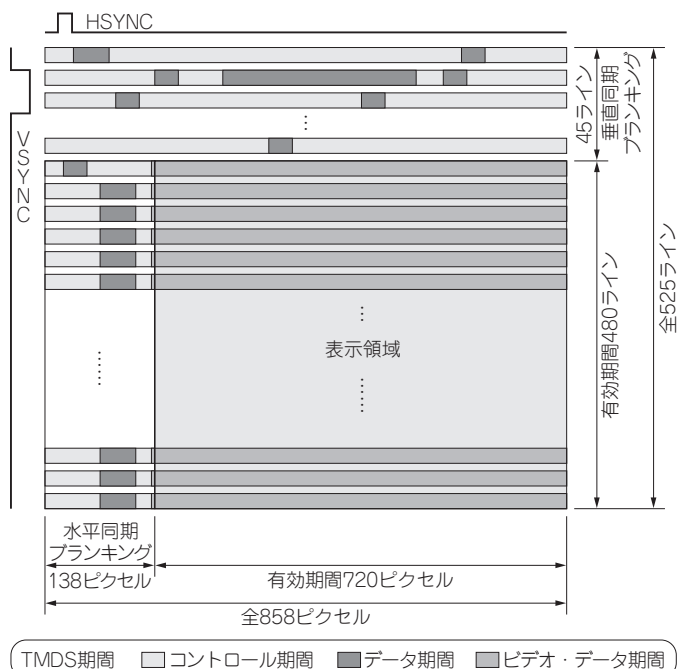 HSYNC
VSYNC
45ライン
垂直同期
ブランキング
有効期間480ライン
全525ライン
表示領域
水平同期
ブランキング
138ピクセル
有効期間720ピクセル
全858ピクセル
TMDS期間 コントロール期間 データ期間 ビデオ・データ期間